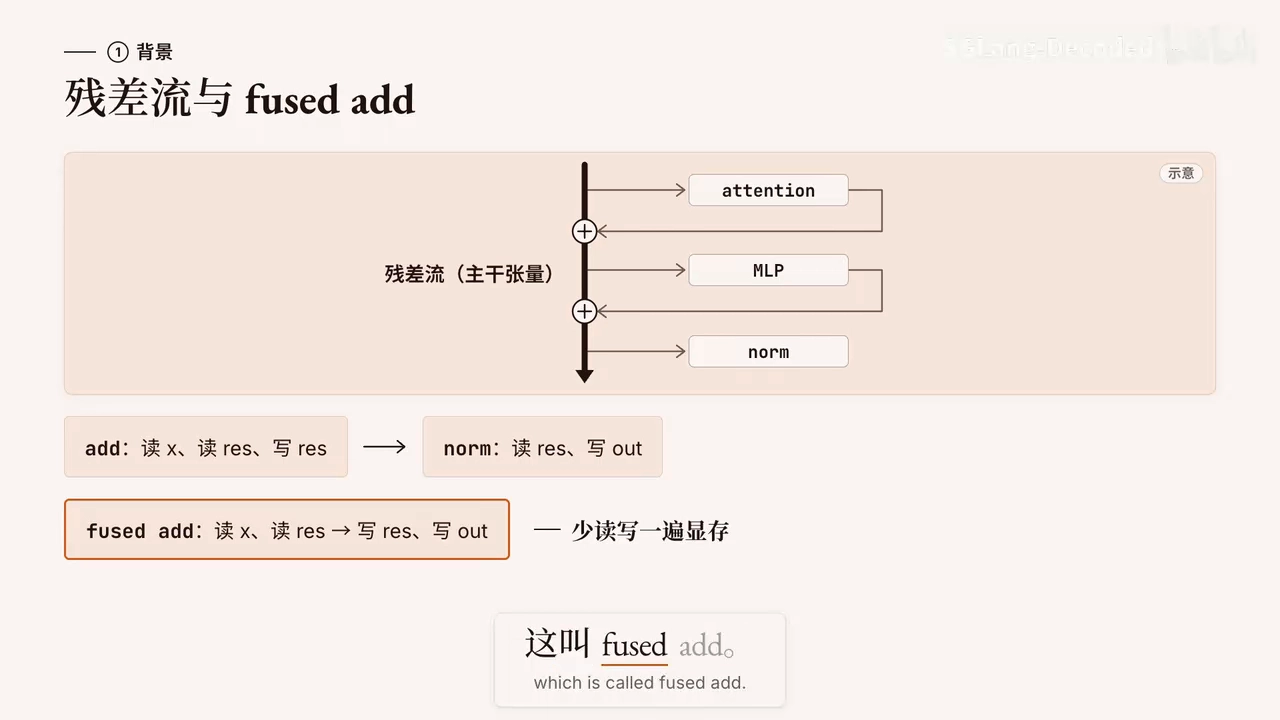 ① 背景
残差流与 fused add
示意
attention
残差流（主干张量）
MLP
norm
add：读 x、读 res、写 res
norm：读 res、写 out
fused add：读 x、读 res → 写 res、写 out
少读写一遍显存
这叫 fused add。
which is called fused add.